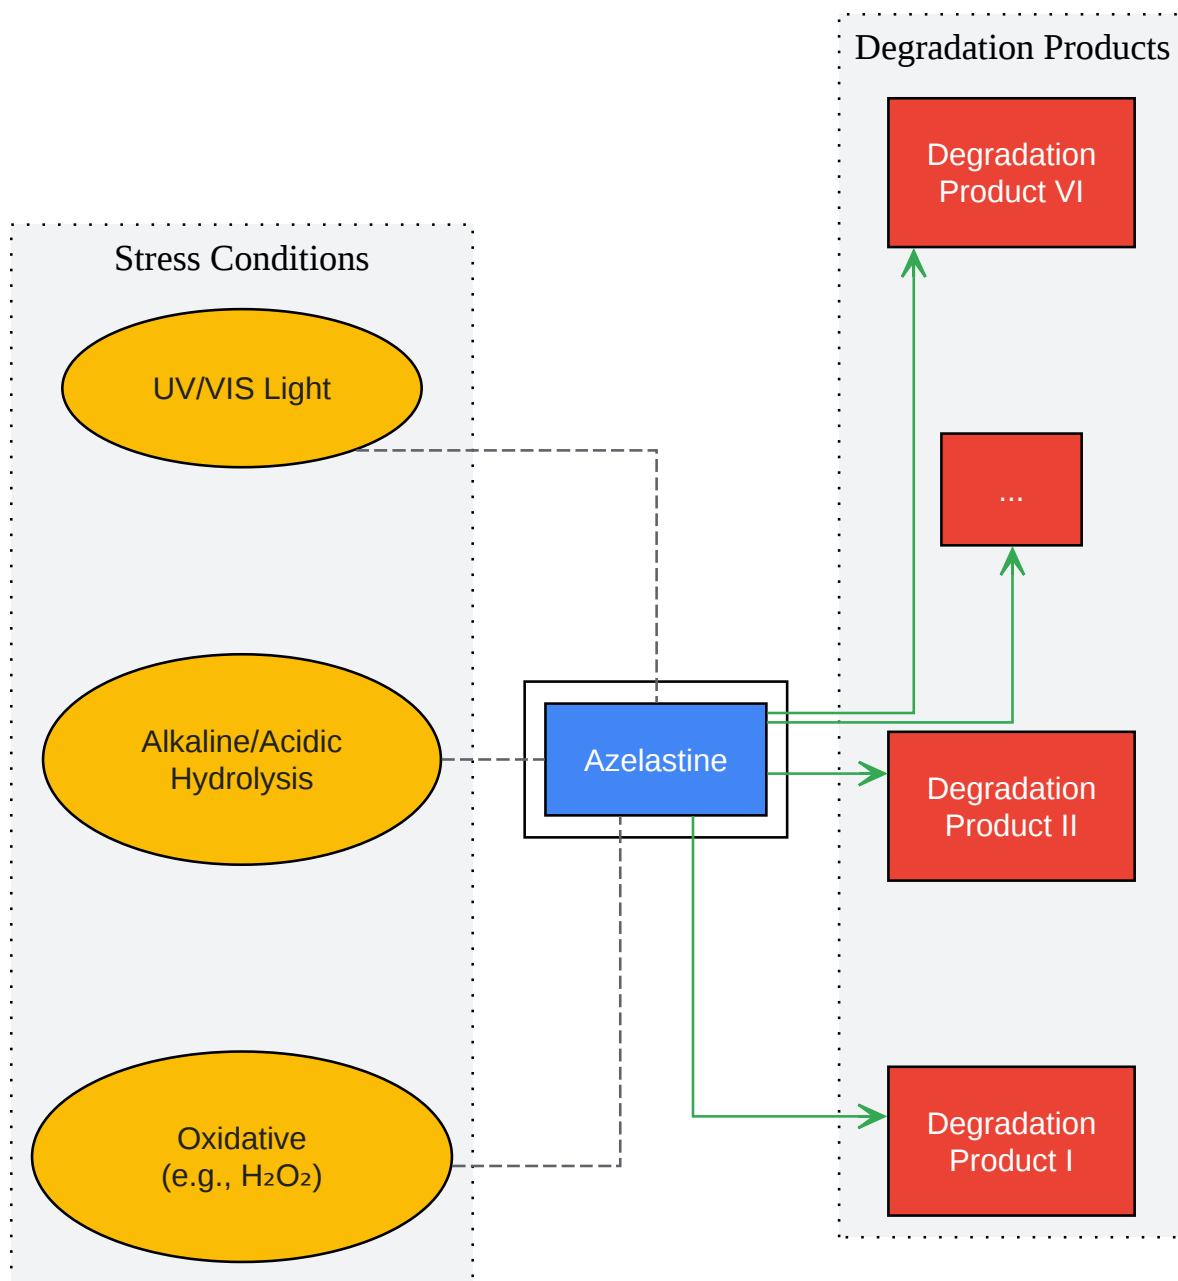 Stress Conditions
UV/VIS Light
Alkaline/Acidic
Hydrolysis
Oxidative
(e.g., H₂O₂)
Azelastine
Degradation Products
Degradation
Product VI
...
Degradation
Product II
Degradation
Product I